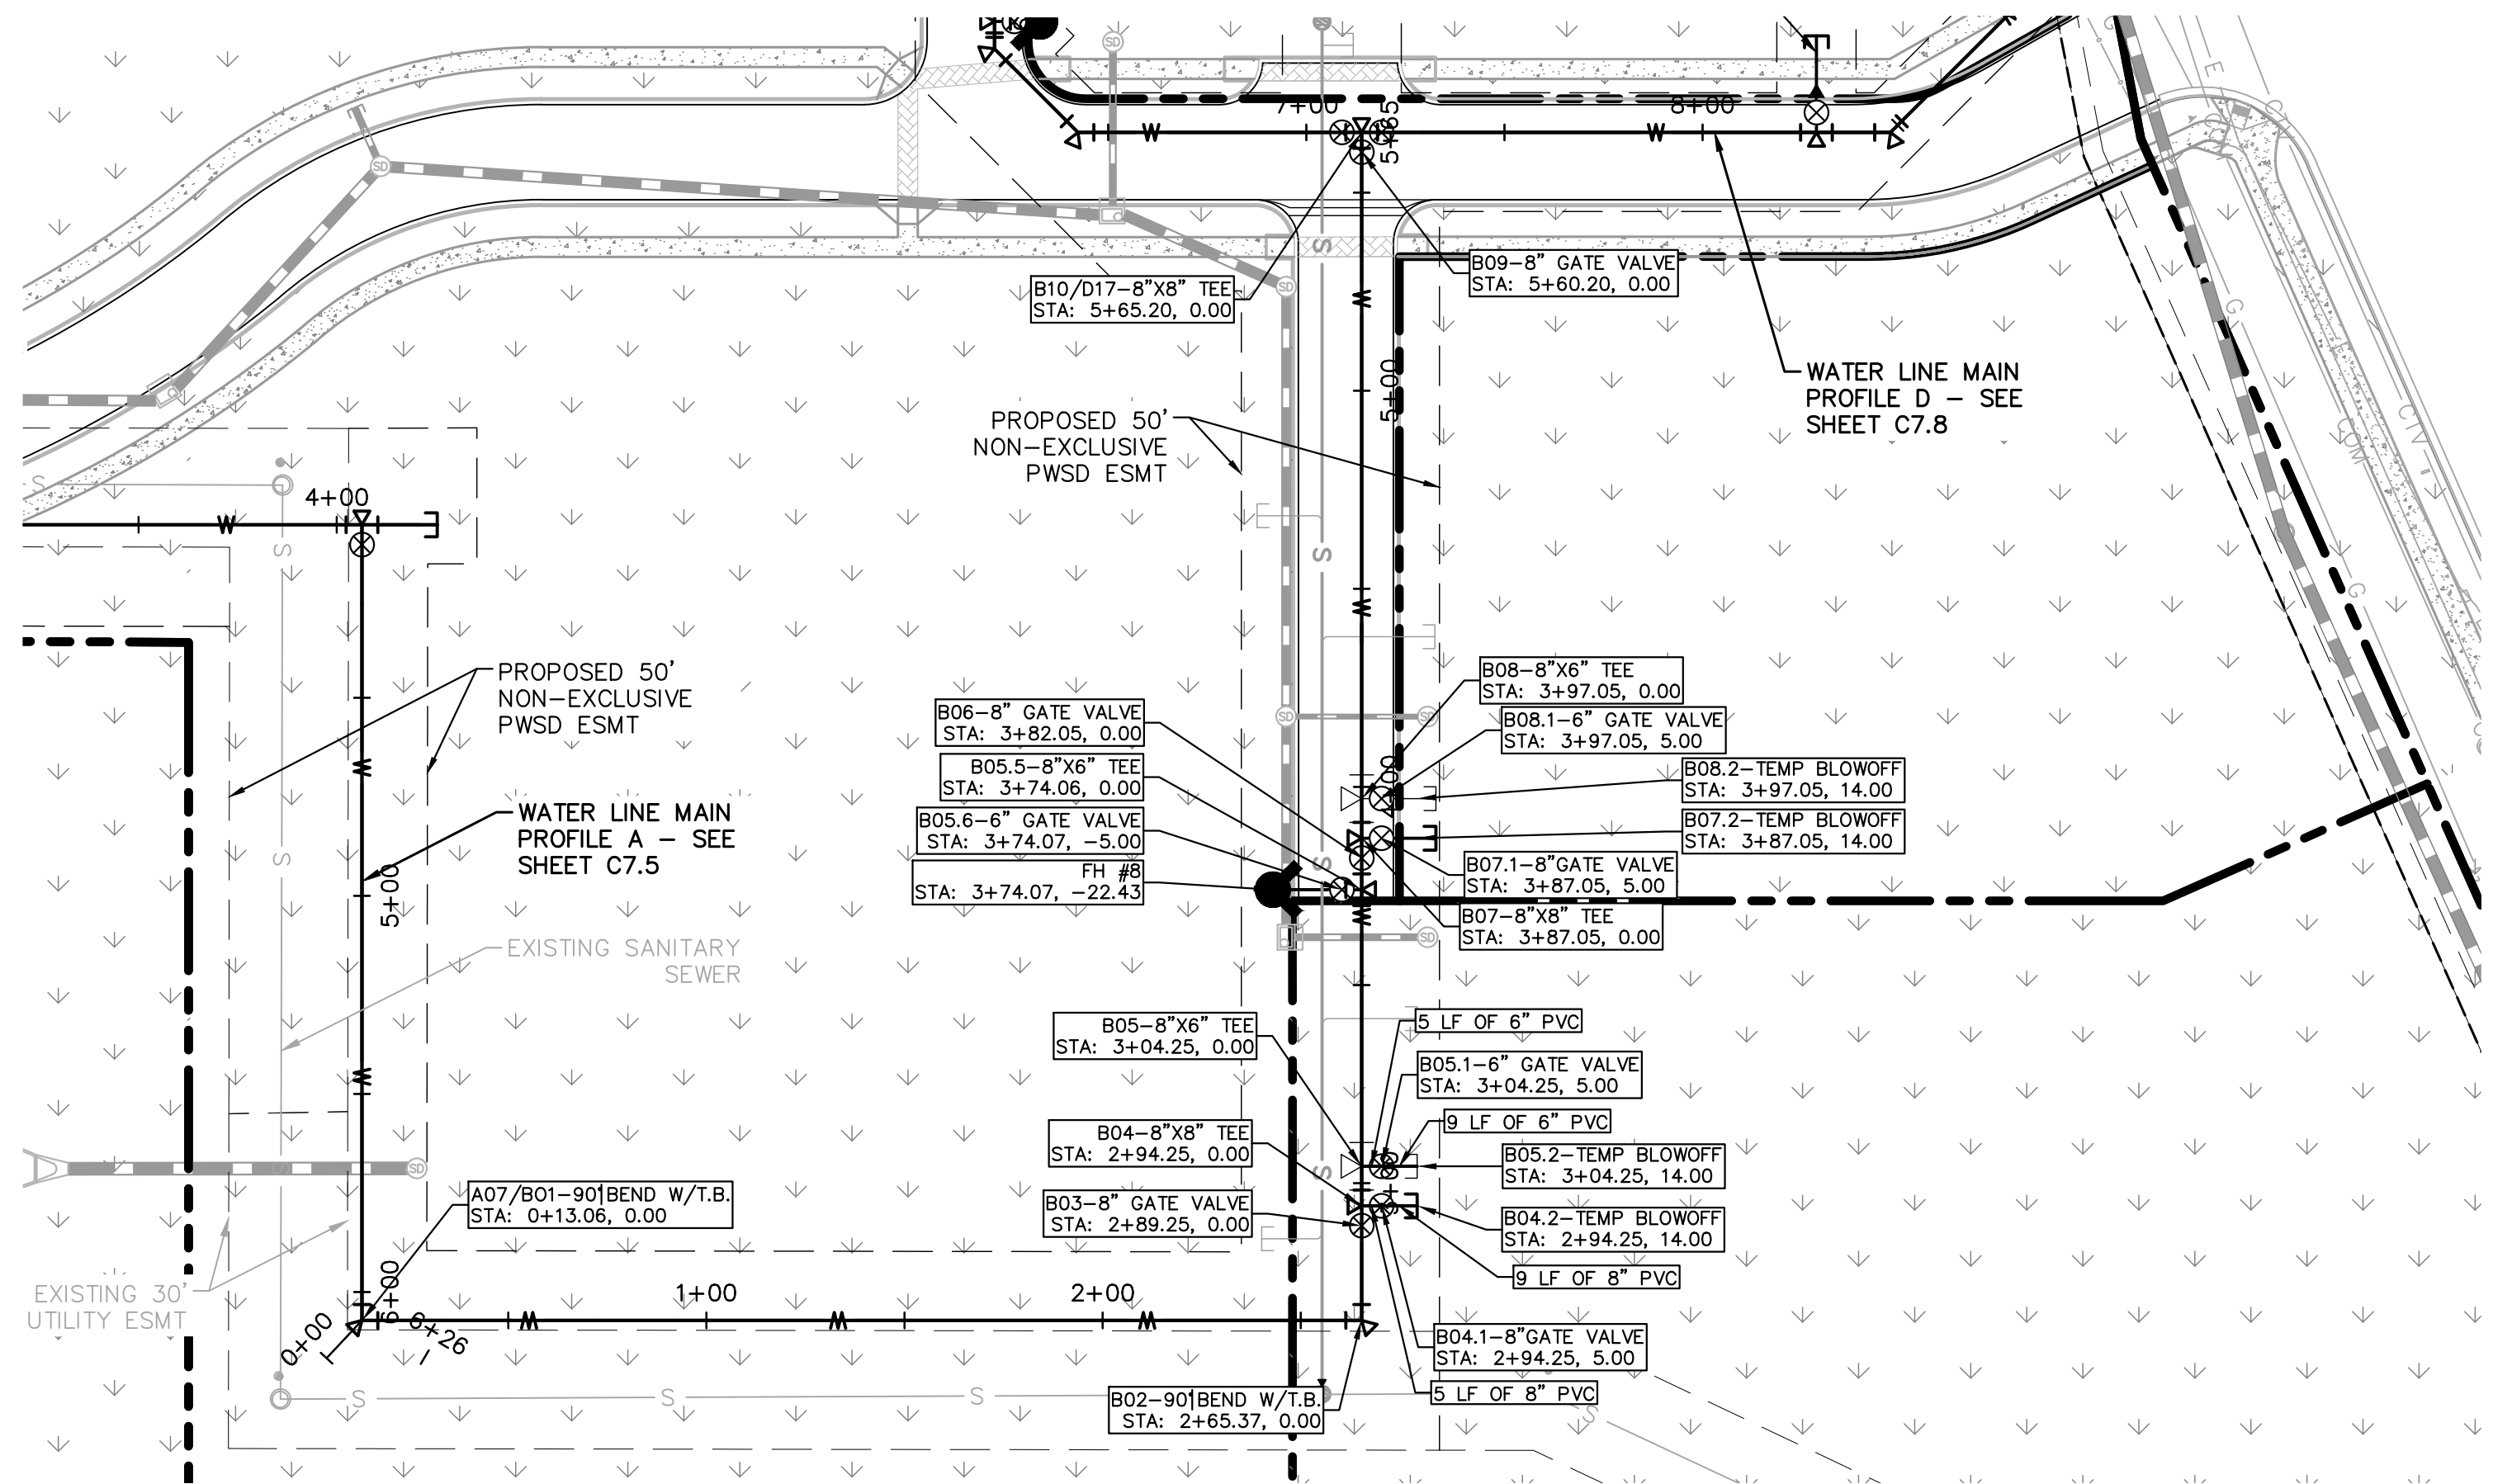 SD
7+00
5+65
8+00
W
W
SD
S
B09-8" GATE VALVE
STA: 5+60.20, 0.00
B10/D17-8"X8" TEE
STA: 5+65.20, 0.00
SD
W
E
CTV
COM
G
G
WATER LINE MAIN
PROFILE D - SEE
SHEET C7.8
5+00
PROPOSED 50'
NON-EXCLUSIVE
PWSD ESMT
CTV
COM
S
4+00
W
S
S
G
W
PROPOSED 50'
NON-EXCLUSIVE
PWSD ESMT
B08-8"X6" TEE
STA: 3+97.05, 0.00
B06-8" GATE VALVE
STA: 3+82.05, 0.00
SD
SD
B08.1-6" GATE VALVE
STA: 3+97.05, 5.00
W
B05.5-8"X6" TEE
STA: 3+74.06, 0.00
B08.2-TEMP BLOWOFF
STA: 3+97.05, 14.00
WATER LINE MAIN
PROFILE A - SEE
SHEET C7.5
B05.6-6" GATE VALVE
STA: 3+74.07, -5.00
B07.2-TEMP BLOWOFF
STA: 3+87.05, 14.00
S
S
FH #8
STA: 3+74.07, -22.43
B07.1-8"GATE VALVE
STA: 3+87.05, 5.00
5+00
W
B07-8"X8" TEE
STA: 3+87.05, 0.00
SD
EXISTING SANITARY
SEWER
B05-8"X6" TEE
STA: 3+04.25, 0.00
5 LF OF 6" PVC
W
B05.1-6" GATE VALVE
STA: 3+04.25, 5.00
9 LF OF 6" PVC
B04-8"X8" TEE
STA: 2+94.25, 0.00
SD
S
S
B05.2-TEMP BLOWOFF
STA: 3+04.25, 14.00
A07/B01-90|BEND W/T.B.
STA: 0+13.06, 0.00
B03-8" GATE VALVE
STA: 2+89.25, 0.00
B04.2-TEMP BLOWOFF
STA: 2+94.25, 14.00
9 LF OF 8" PVC
EXISTING 30'
UTILITY ESMT
6+00
1+00
2+00
W
W
W
0+00
6+26
B04.1-8"GATE VALVE
STA: 2+94.25, 5.00
5 LF OF 8" PVC
S
S
S
S
B02-90|BEND W/T.B.
STA: 2+65.37, 0.00